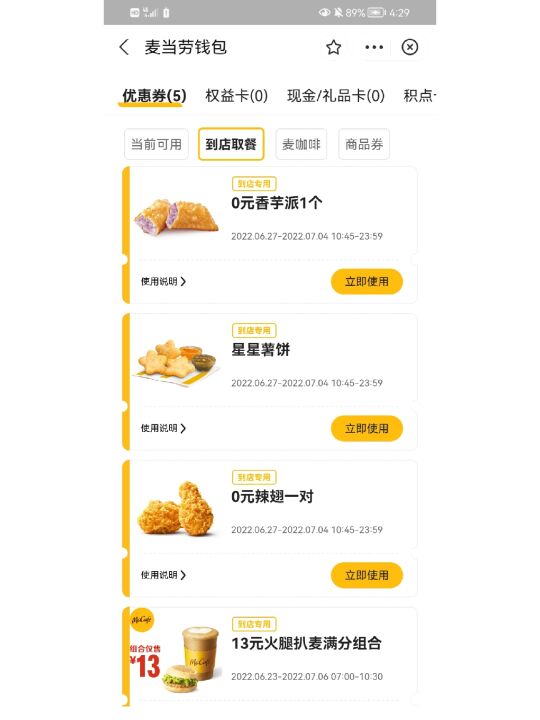 HD 89% 4:29
麦当劳钱包
优惠券(5) 权益卡(0) 现金/礼品卡(0) 积点
当前可用 到店取餐 麦咖啡 商品券
到店专用
0元香芋派1个
2022.06.27-2022.07.04 10:45-23:59
使用说明 立即使用
到店专用
星星薯饼
2022.06.27-2022.07.04 10:45-23:59
使用说明 立即使用
到店专用
0元辣翅一对
2022.06.27-2022.07.04 10:45-23:59
使用说明 立即使用
McCafé
组合仅售
¥13
McCafé
到店专用
13元火腿扒麦满分组合
2022.06.23-2022.07.06 07:00-10:30